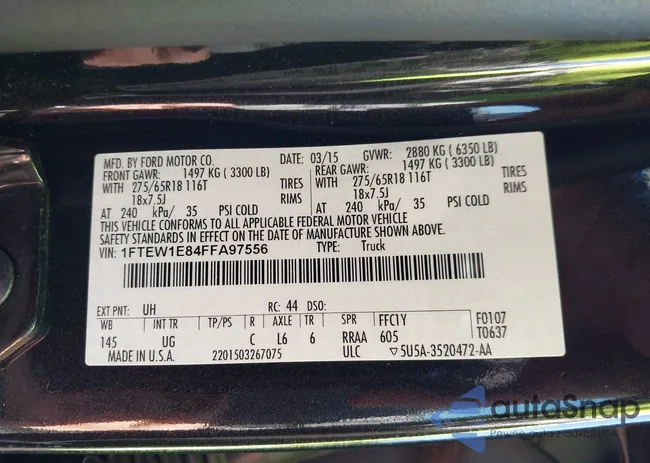 MFD. BY FORD MOTOR CO. DATE: 03/15 GVWR: 2880 KG ( 6350 LB)
FRONT GAWR: 1497 KG ( 3300 LB) REAR GAWR: 1497 KG ( 3300 LB)
WITH 275/65R18 116T TIRES WITH 275/65R18 116T TIRES
18x7.5J RIMS 18x7.5J RIMS
AT 240 kPa/ 35 PSI COLD AT 240 kPa/ 35 PSI COLD
THIS VEHICLE CONFORMS TO ALL APPLICABLE FEDERAL MOTOR VEHICLE
SAFETY STANDARDS IN EFFECT ON THE DATE OF MANUFACTURE SHOWN ABOVE.
VIN: 1FTEW1E84FFA97556 TYPE: Truck
EXT PNT: UH RC: 44 DSO:
WB INT TR TP/PS R AXLE TR SPR FFC1Y F0107
145 UG C L6 6 RRAA 605 T0637
MADE IN U.S.A. 2201503267075 ULC ▽5U5A-3520472-AA
autoSnap